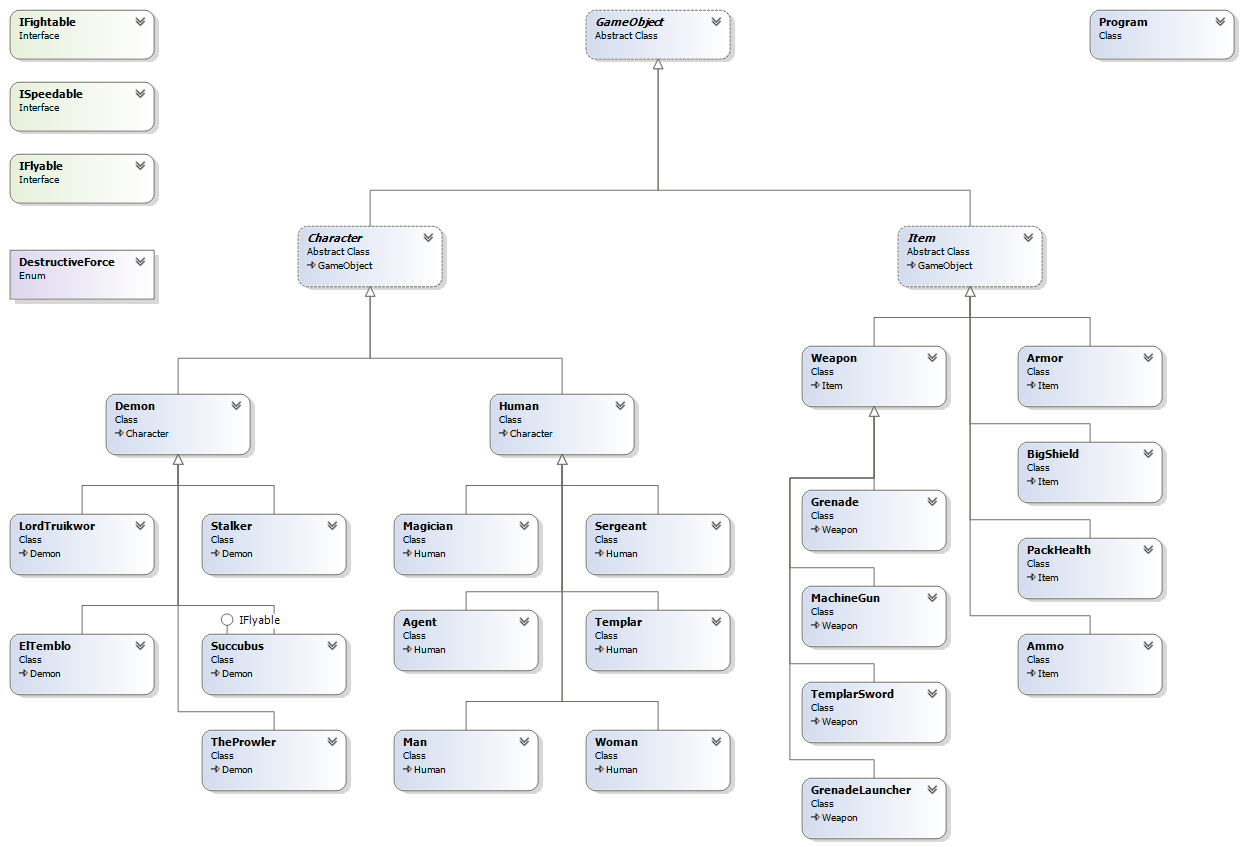 IFightable
Interface
GameObject
Abstract Class
Program
Class
ISpeedable
Interface
IFlyable
Interface
DestructiveForce
Enum
Character
Abstract Class
GameObject
Item
Abstract Class
GameObject
Weapon
Class
Item
Armor
Class
Item
Demon
Class
Character
Human
Class
Character
BigShield
Class
Item
Grenade
Class
Weapon
LordTruikwor
Class
Demon
Stalker
Class
Demon
Magician
Class
Human
Sergeant
Class
Human
PackHealth
Class
Item
MachineGun
Class
Weapon
Agent
Class
Human
Templar
Class
Human
IFlyable
ElTemblo
Class
Demon
Succubus
Class
Demon
Ammo
Class
Item
TemplarSword
Class
Weapon
TheProwler
Class
Demon
Man
Class
Human
Woman
Class
Human
GrenadeLauncher
Class
Weapon